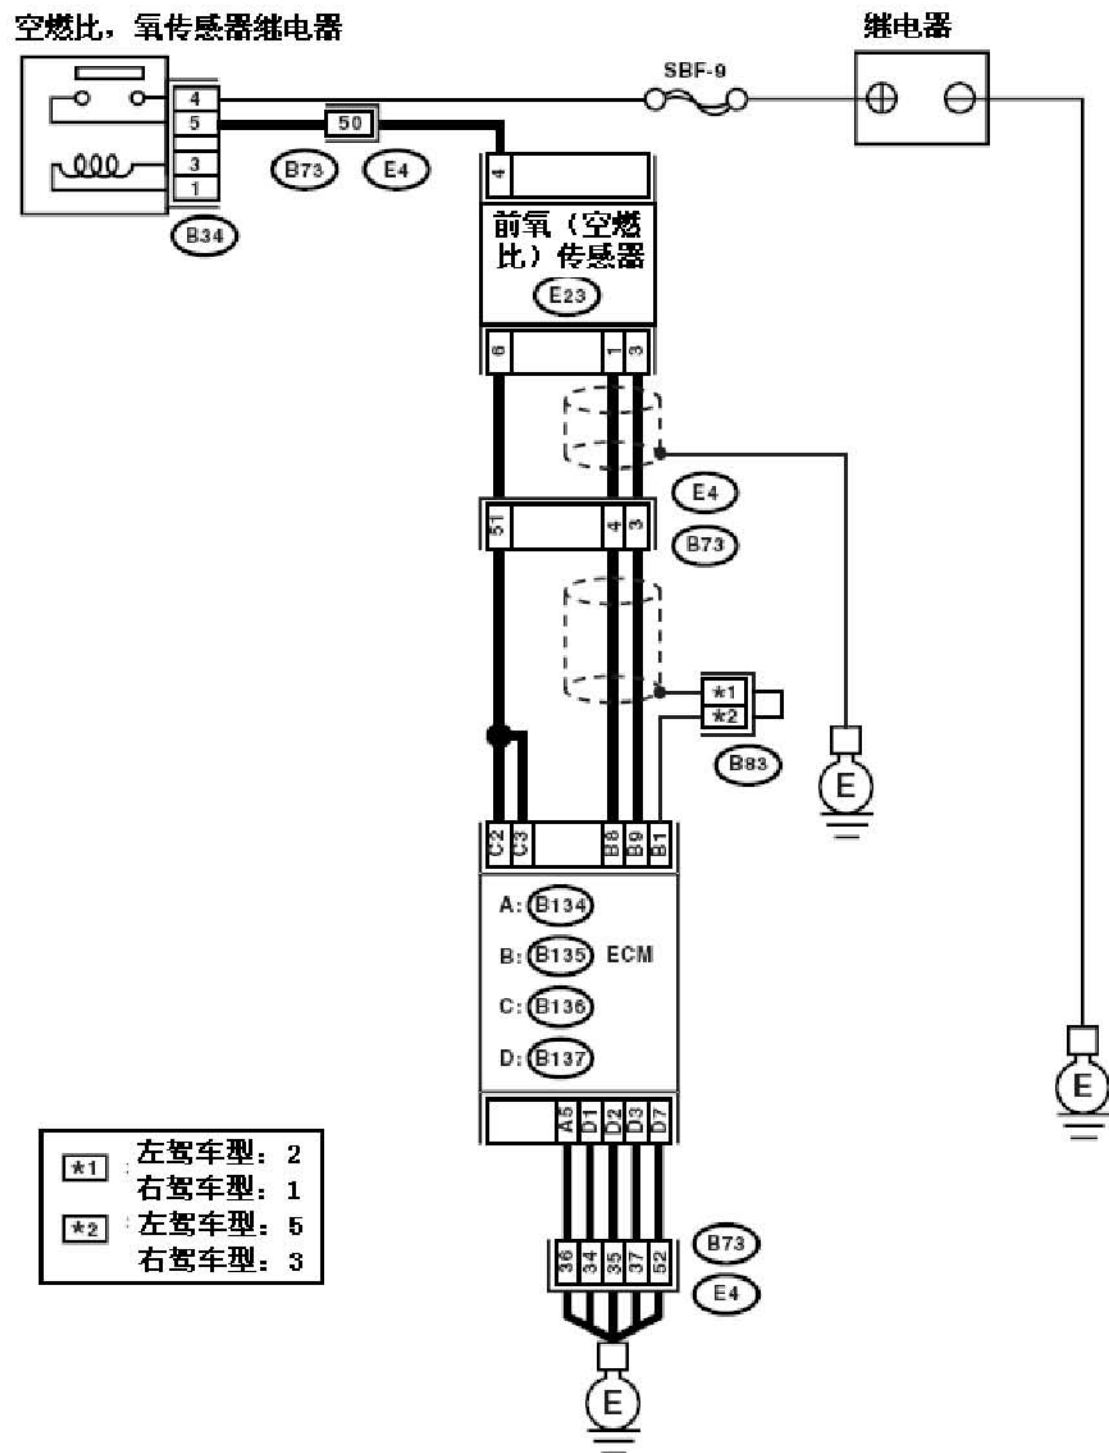 空燃比，氧传感器继电器
继电器
SBF-9
4
5
3
1
50
B73
E4
B34
4
前氧（空燃
比）传感器
E23
6
1
3
E4
B73
51
4
3
*1
*2
B83
E
C2
C3
B8
B9
B1
A: B134
B: B135 ECM
C: B136
D: B137
E
A5
D1
D2
D3
D7
*1 : 左驾车型：2
右驾车型：1
*2 : 左驾车型：5
右驾车型：3
36
34
35
37
52
B73
E4
E